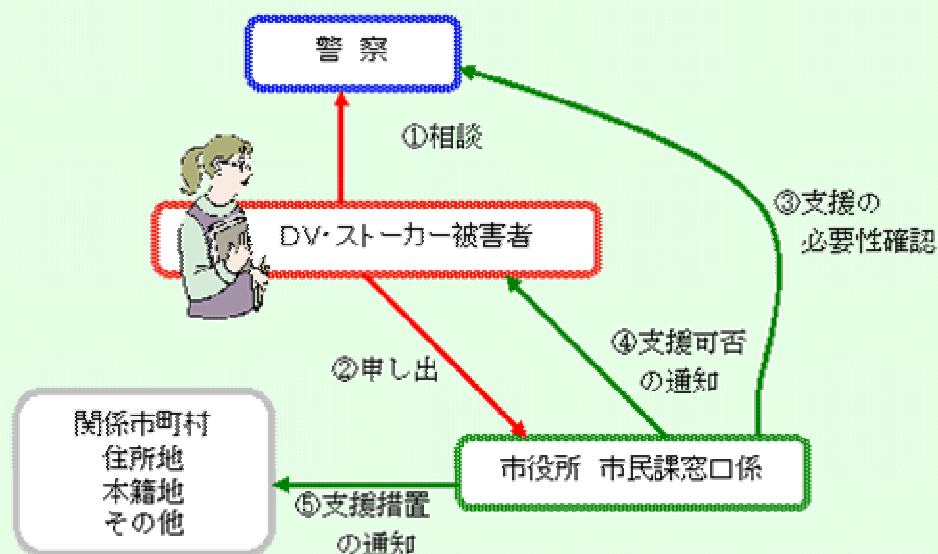 警察
①相談
③支援の
必要性確認
DV・ストーカー被害者
④支援可否
の通知
②申し出
関係市町村
住所地
本籍地
その他
市役所 市民課窓口係
⑤支援措置
の通知